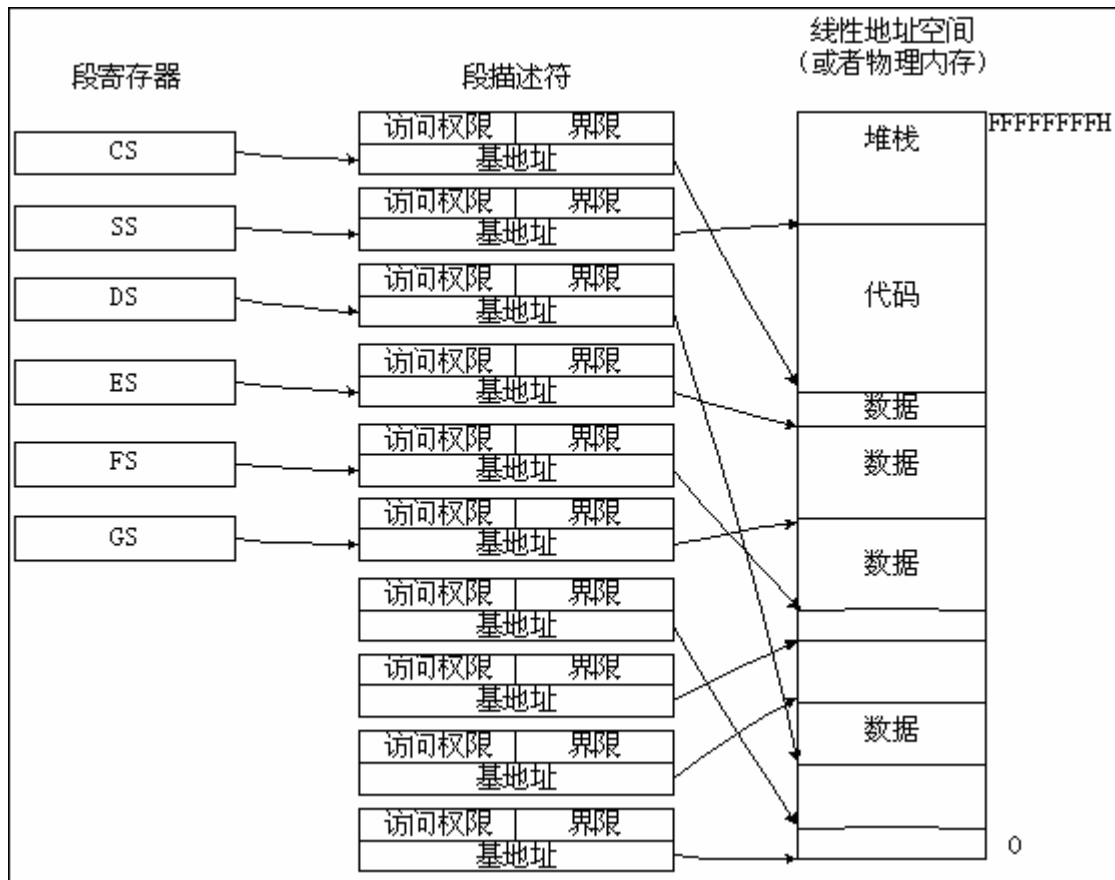 线性地址空间
(或者物理内存)
段寄存器
段描述符
CS
SS
DS
ES
FS
GS
访问权限 界限
基地址
访问权限 界限
基地址
访问权限 界限
基地址
访问权限 界限
基地址
访问权限 界限
基地址
访问权限 界限
基地址
访问权限 界限
基地址
访问权限 界限
基地址
访问权限 界限
基地址
访问权限 界限
基地址
堆栈
FFFFFFFFH
代码
数据
数据
数据
数据
0